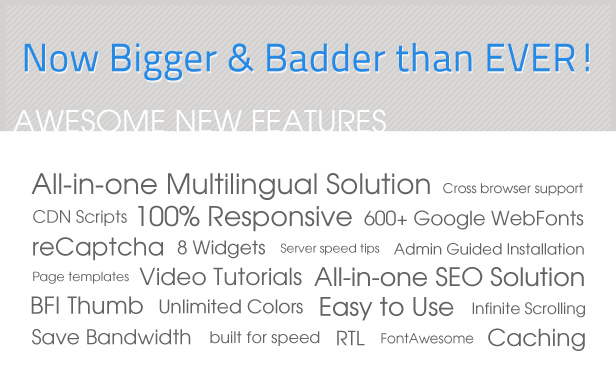 Now Bigger & Badder than EVER!
AWESOME NEW FEATURES
All-in-one Multilingual Solution Cross browser support
CDN Scripts 100% Responsive 600+ Google WebFonts
reCaptcha 8 Widgets Server speed tips Admin Guided Installation
Page templates Video Tutorials All-in-one SEO Solution
BFI Thumb Unlimited Colors Easy to Use Infinite Scrolling
Save Bandwidth built for speed RTL FontAwesome Caching